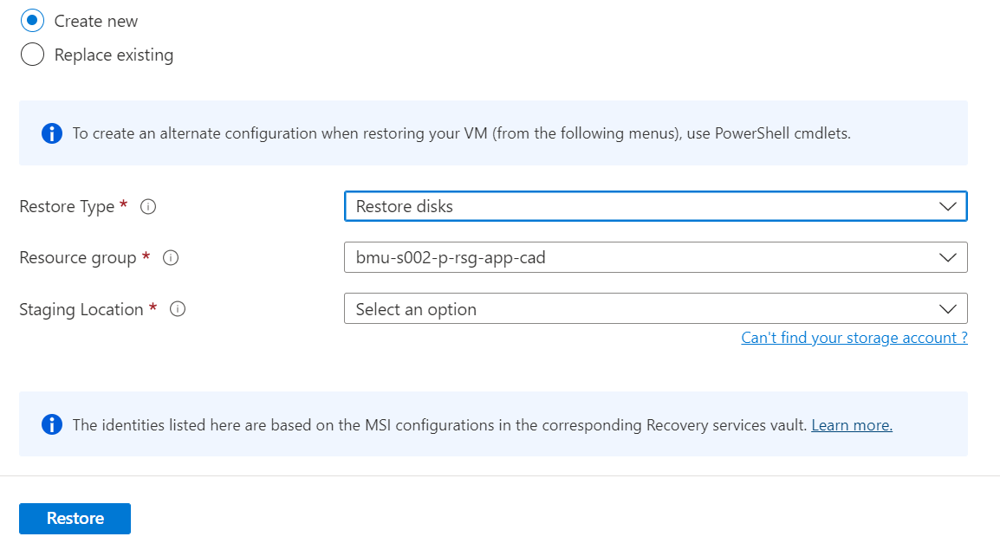 Create new
Replace existing
To create an alternate configuration when restoring your VM (from the following menus), use PowerShell cmdlets.
Restore Type *
Restore disks
Resource group *
bmu-s002-p-rsg-app-cad
Staging Location *
Select an option
Can't find your storage account ?
The identities listed here are based on the MSI configurations in the corresponding Recovery services vault. Learn more.
Restore